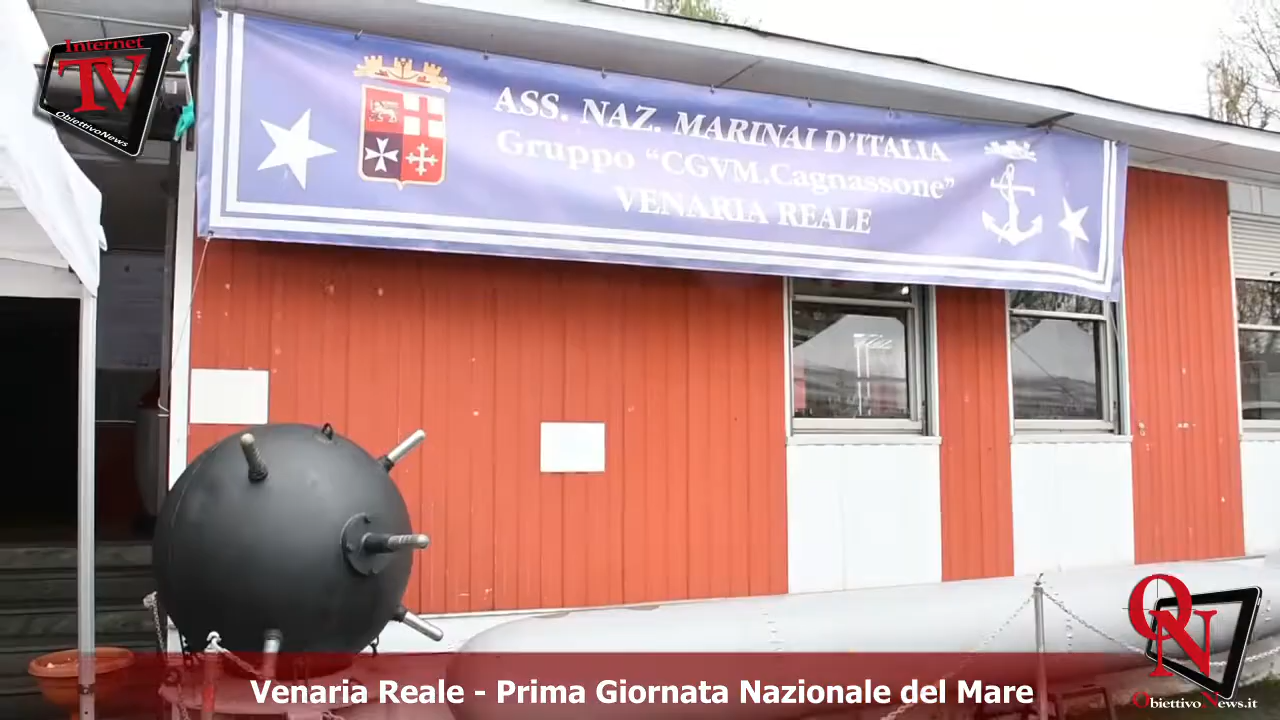 Internet
TV
ObiettivoNews
ASS. NAZ. MARINAI D'ITALIA
Gruppo "CGVM.Cagnassone"
VENARIA REALE
Venaria Reale - Prima Giornata Nazionale del Mare
ON
ObiettivoNews.it